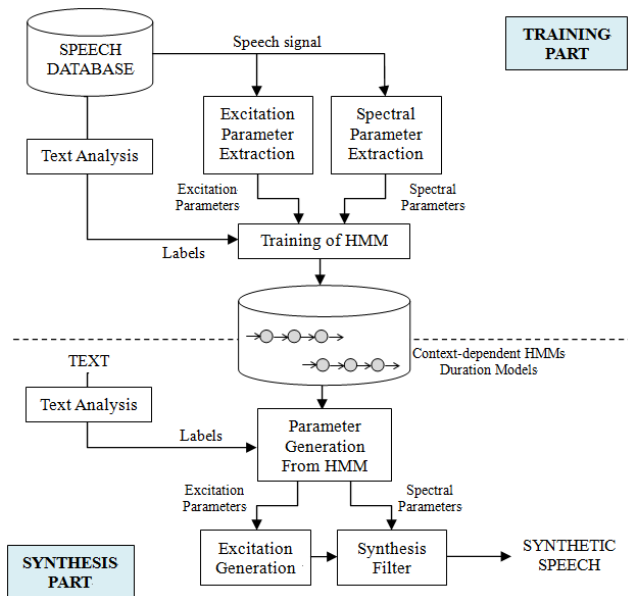 SPEECH
DATABASE
Speech signal
TRAINING
PART
Text Analysis
Excitation
Parameter
Extraction
Spectral
Parameter
Extraction
Excitation
Parameters
Spectral
Parameters
Labels
Training of HMM
Context-dependent HMMs
Duration Models
TEXT
Text Analysis
Labels
Parameter
Generation
From HMM
Excitation
Parameters
Spectral
Parameters
Excitation
Generation
Synthesis
Filter
SYNTHETIC
SPEECH
SYNTHESIS
PART